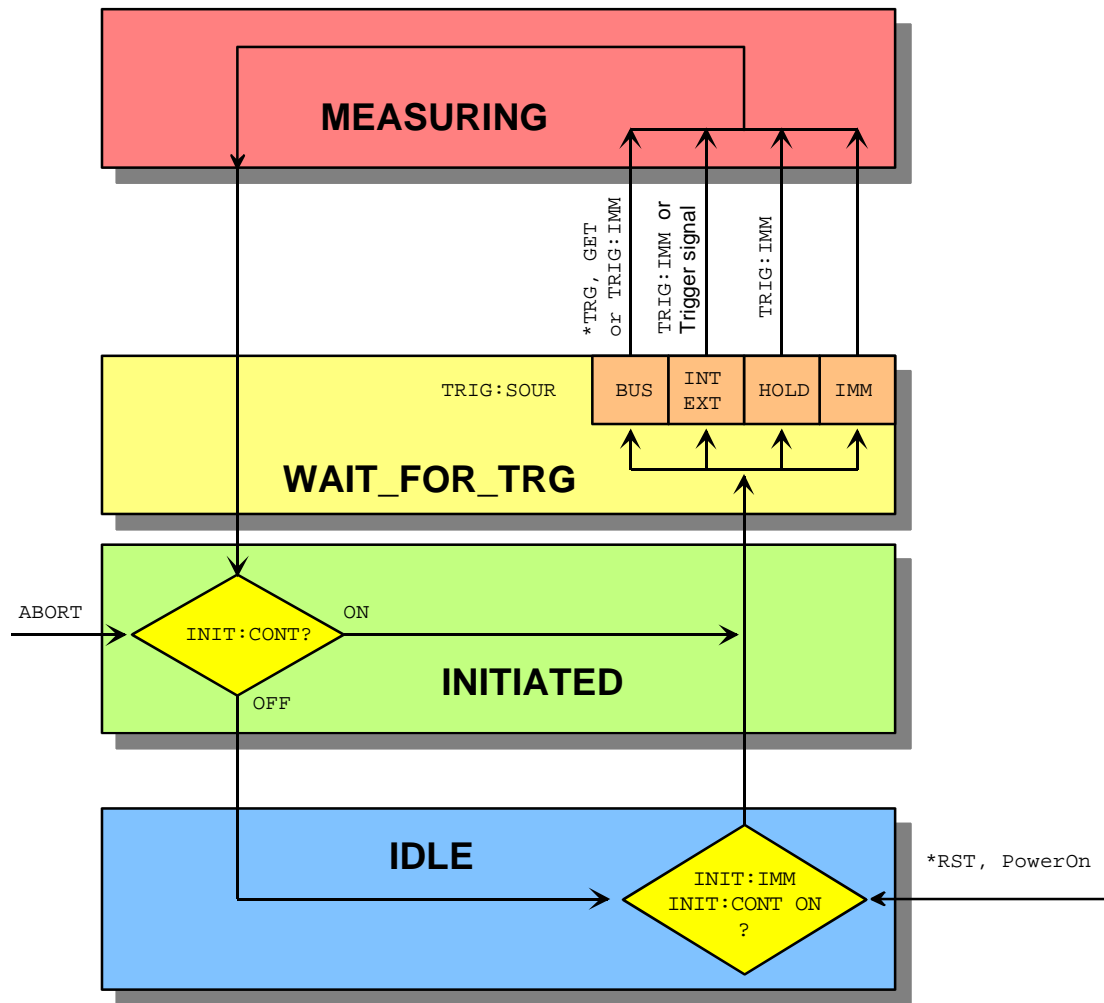 MEASURING
*TRG, GET
or TRIG:IMM
TRIG:IMM or
Trigger signal
TRIG:IMM
TRIG:SOUR
BUS
INT
EXT
HOLD
IMM
WAIT_FOR_TRG
ABORT
INIT:CONT?
ON
INITIATED
OFF
IDLE
INIT:IMM
INIT:CONT ON
?
*RST, PowerOn